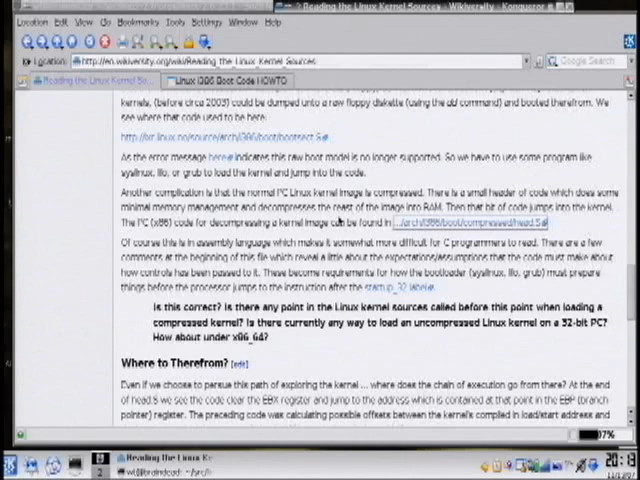 Reading the Linux Kernel Sources - Wikiversity - Konqueror
Location Edit View Go Bookmarks Tools Settings Window Help
Location: http://en.wikiversity.org/wiki/Reading_the_Linux_Kernel_Sources
Google Search
Reading the Linux Kernel So...
Linux i386 Boot Code HOWTO
kernels, (before circa 2003) could be dumped unto a raw floppy diskette (using the dd command) and booted therefrom. We
see where that code used to be here:
http://lxr.linux.no/source/arch/i386/boot/bootsect.S
As the error message here indicates this raw boot model is no longer supported. So we have to use some program like
syslinux, lilo, or grub to load the kernel and jump into the code.
Another complication is that the normal PC Linux kernel image is compressed. There is a small header of code which does some
minimal memory management and decompresses the reast of the image into RAM. Then that bit of code jumps into the kernel.
The PC (x86) code for decompressing a kernel image can be found in .../arch/i386/boot/compressed/head.S
Of course this is in assembly language which makes it somewhat more difficult for C programmers to read. There are a few
comments at the beginning of this file which reveal a little about the expectations/assumptions that the code must make about
how controls has been passed to it. These become requirements for how the bootloader (syslinux, lilo, grub) must prepare
things before the processor jumps to the instruction after the startup_32 label.
Is this correct? Is there any point in the Linux kernel sources called before this point when loading a
compressed kernel? Is there currently any way to load an uncompressed Linux kernel on a 32-bit PC?
How about under x86_64?
Where to Therefrom? [edit]
Even if we choose to persue this path of exploring the kernel ... where does the chain of execution go from there? At the end
of head.S we see the code clear the EBX register and jump to the address which is contained at that point in the EBP (branch
pointer) register. The preceding code was calculating possible offsets between the kernel's compiled in load/start address and
87%
2
Reading the Linux Ke
20:13